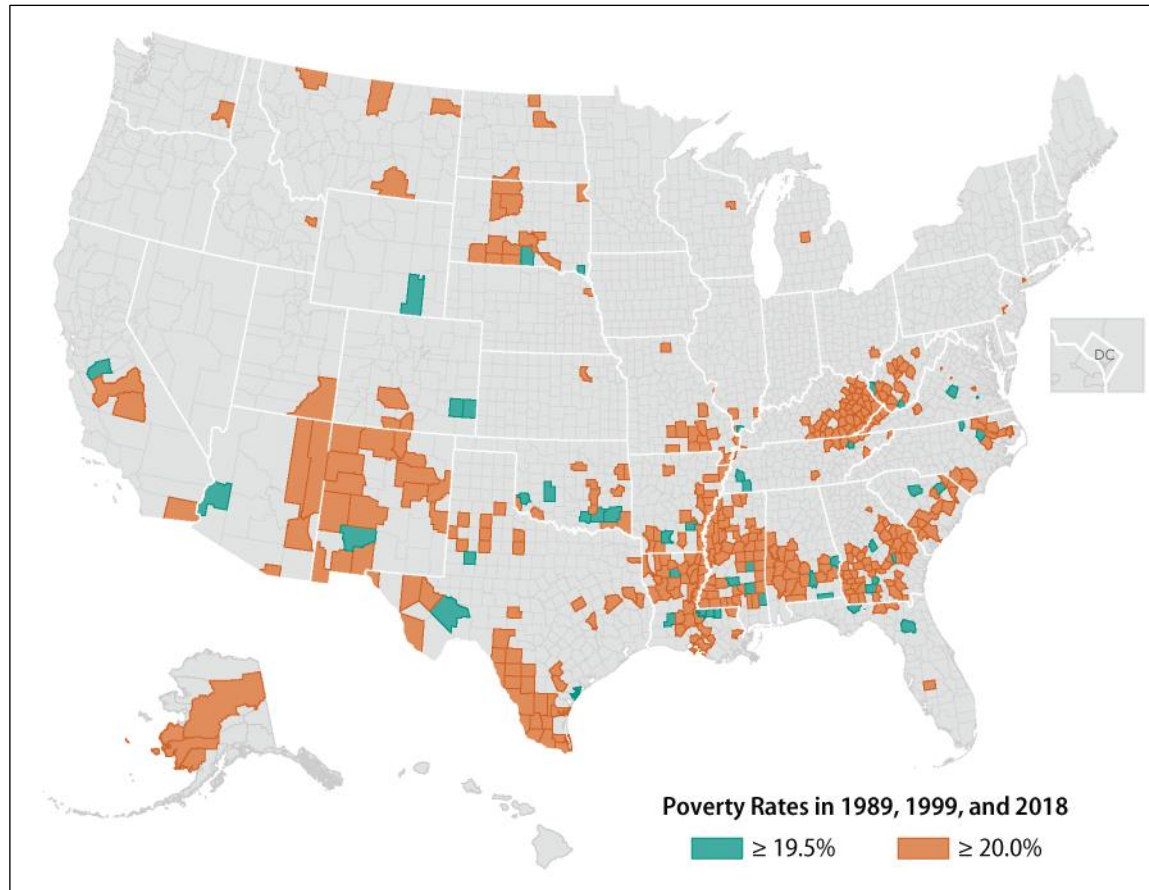 DC
Poverty Rates in 1989, 1999, and 2018
≥ 19.5% ≥ 20.0%